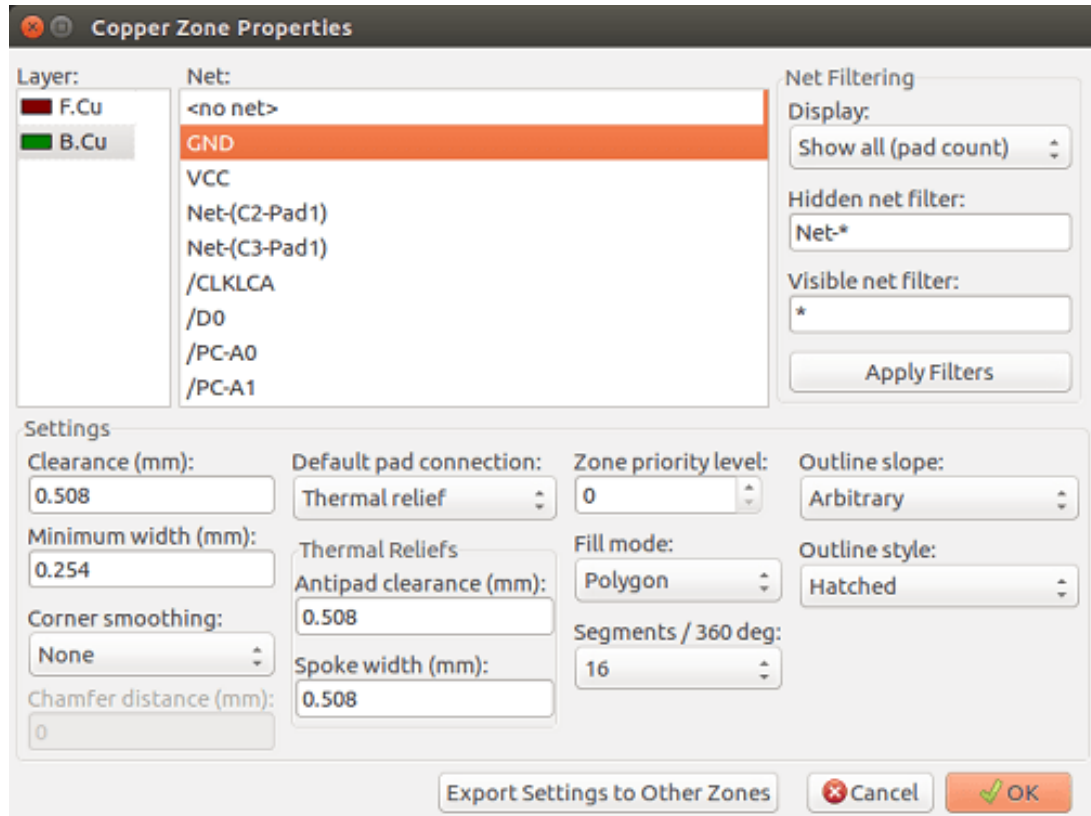 Copper Zone Properties
Layer:
F.Cu
B.Cu
Net:
<no net>
GND
VCC
Net-(C2-Pad1)
Net-(C3-Pad1)
/CLKLCA
/D0
/PC-A0
/PC-A1
Net Filtering
Display:
Show all (pad count)
Hidden net filter:
Net-*
Visible net filter:
*
Apply Filters
Settings
Clearance (mm):
0.508
Minimum width (mm):
0.254
Corner smoothing:
None
Chamfer distance (mm):
0
Default pad connection:
Thermal relief
Thermal Reliefs
Antipad clearance (mm):
0.508
Spoke width (mm):
0.508
Zone priority level:
0
Fill mode:
Polygon
Segments / 360 deg:
16
Outline slope:
Arbitrary
Outline style:
Hatched
Export Settings to Other Zones
Cancel
OK